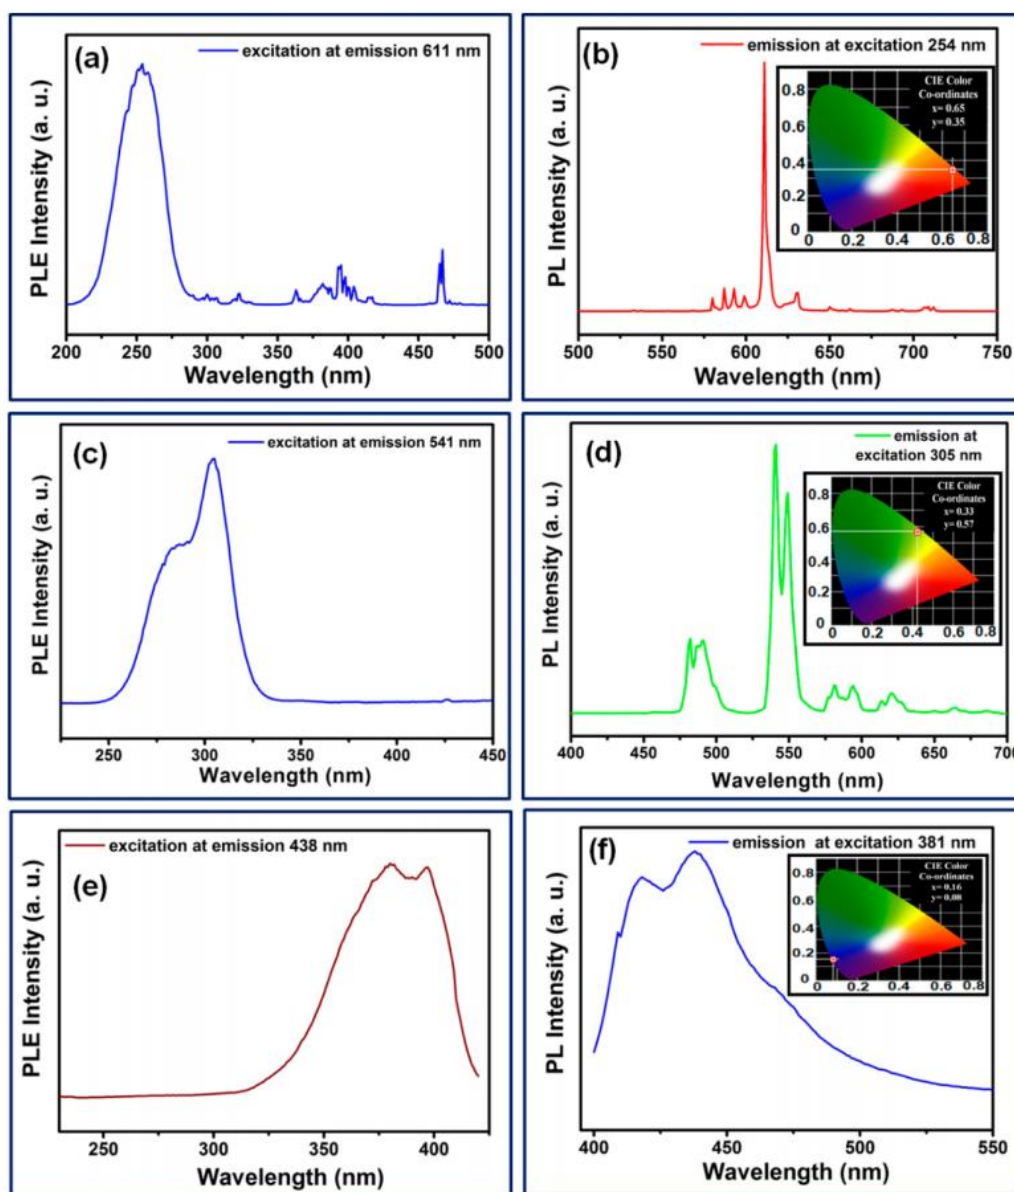 (a)
excitation at emission 611 nm
PLE Intensity (a. u.)
200 250 300 350 400 450 500
Wavelength (nm)
(b)
emission at excitation 254 nm
CIE Color
Co-ordinates
x= 0.65
y= 0.35
0.8
0.6
0.4
0.2
0
0 0.2 0.4 0.6 0.8
PL Intensity (a. u.)
500 550 600 650 700 750
Wavelength (nm)
(c)
excitation at emission 541 nm
PLE Intensity (a. u.)
250 300 350 400 450
Wavelength (nm)
(d)
emission at
excitation 305 nm
CIE Color
Co-ordinates
x= 0.33
y= 0.57
0.8
0.6
0.4
0.2
0
0 0.2 0.4 0.6 0.8
PL Intensity (a. u.)
400 450 500 550 600 650 700
Wavelength (nm)
excitation at emission 438 nm
(e)
PLE Intensity (a. u.)
250 300 350 400
Wavelength (nm)
emission at excitation 381 nm
(f)
CIE Color
Co-ordinates
x= 0.16
y= 0.08
0.8
0.6
0.4
0.2
0
0 0.2 0.4 0.6 0.8
PL Intensity (a. u.)
400 450 500 550
Wavelength (nm)